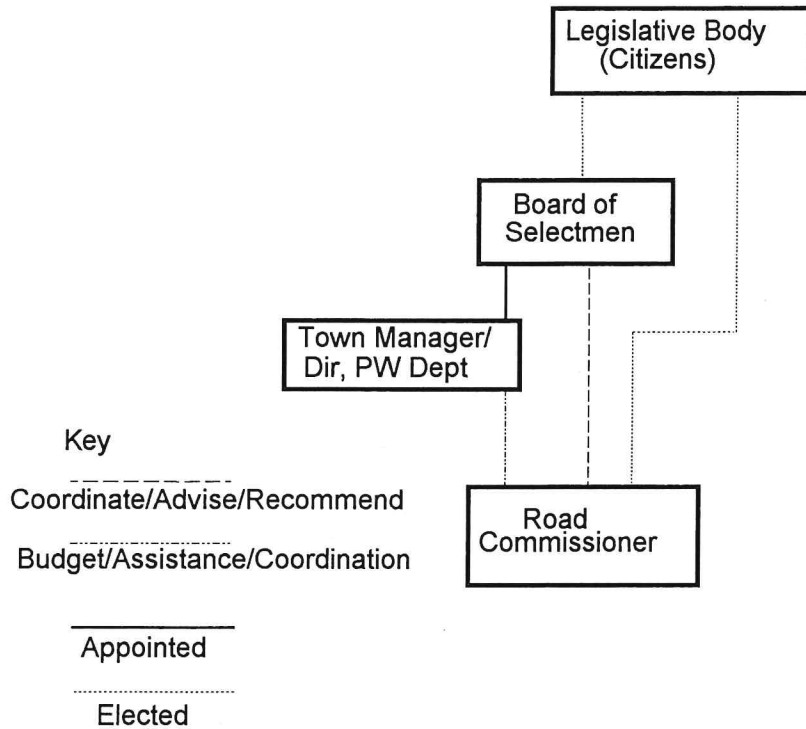 Legislative Body
(Citizens)
Board of
Selectmen
Town Manager/
Dir, PW Dept
Key
Coordinate/Advise/Recommend
Budget/Assistance/Coordination
Appointed
Elected
Road
Commissioner